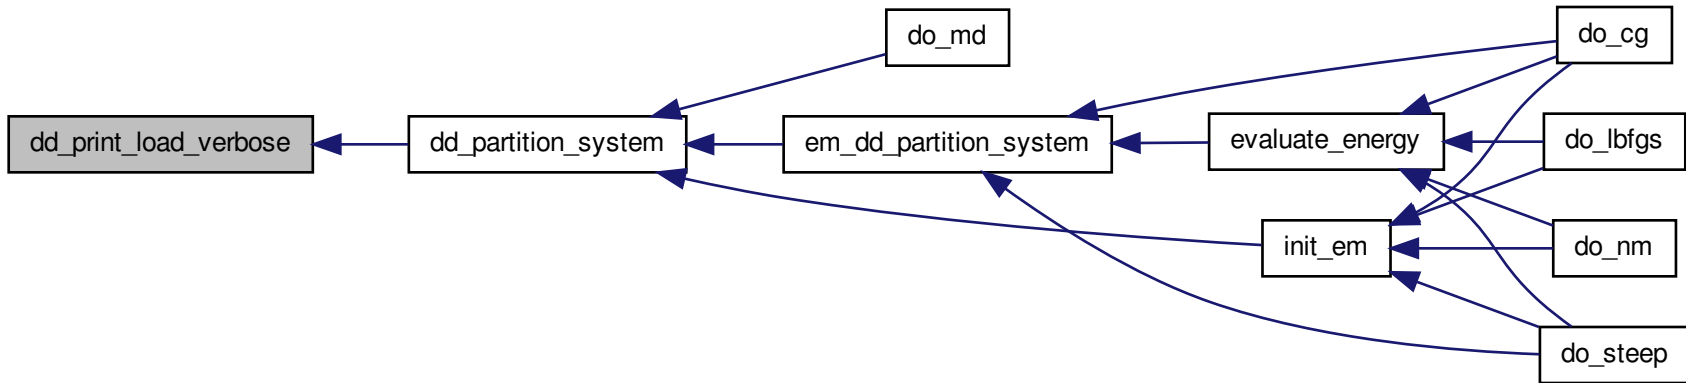 dd_print_load_verbose
dd_partition_system
do_md
em_dd_partition_system
evaluate_energy
init_em
do_cg
do_lbfgs
do_nm
do_steep